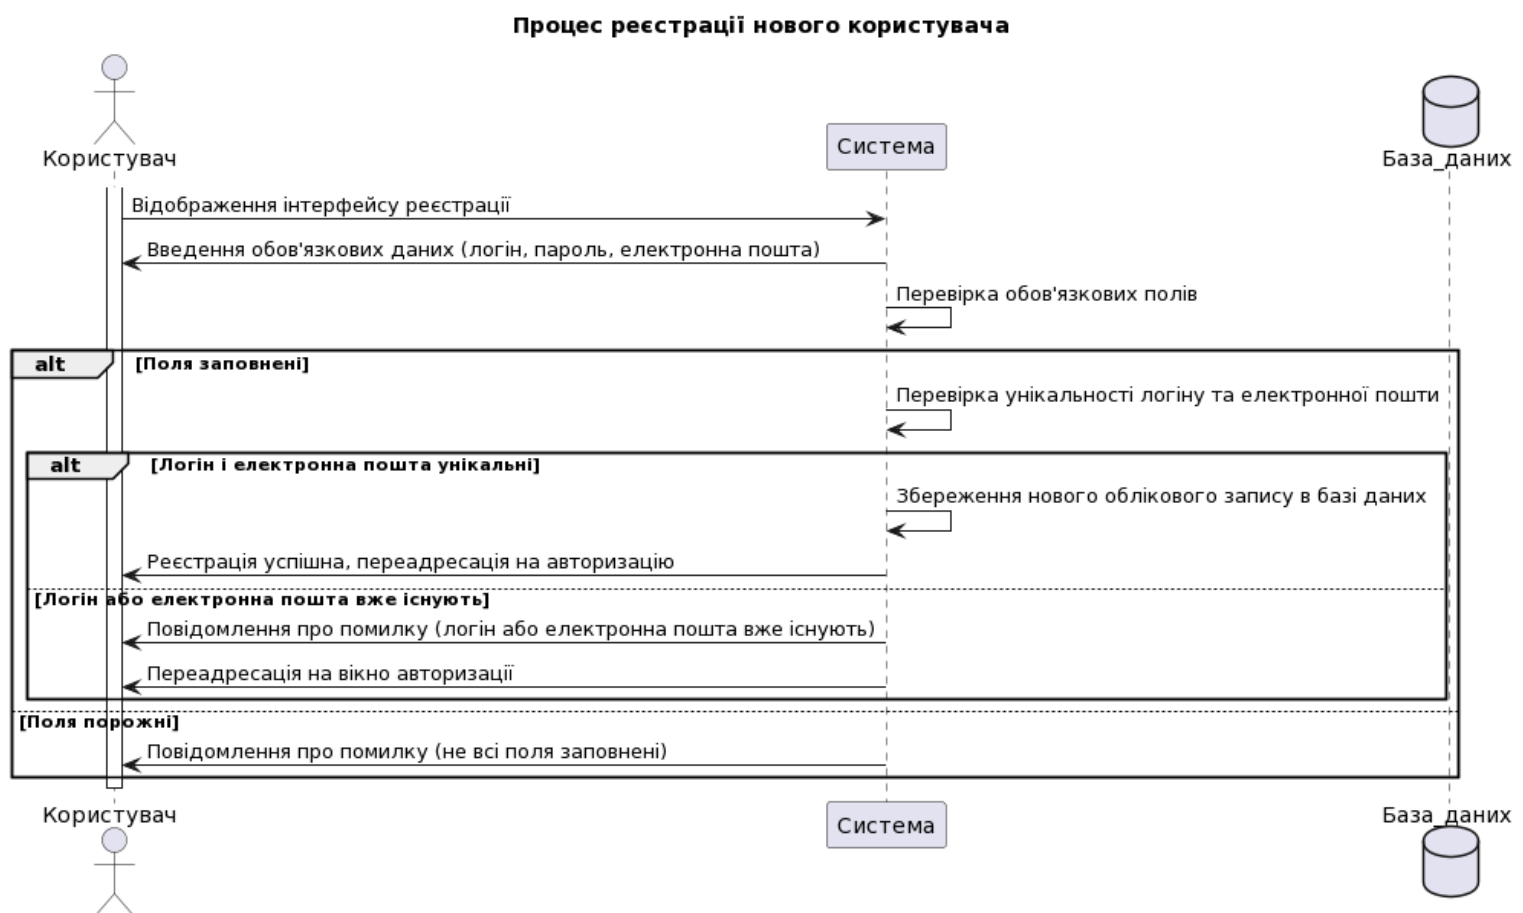 Процес реєстрації нового користувача
Користувач
Система
База_даних
Відображення інтерфейсу реєстрації
Введення обов'язкових даних (логін, пароль, електронна пошта)
Перевірка обов'язкових полів
alt [Поля заповнені]
Перевірка унікальності логіну та електронної пошти
alt [Логін і електронна пошта унікальні]
Збереження нового облікового запису в базі даних
Реєстрація успішна, переадресація на авторизацію
[Логін або електронна пошта вже існують]
Повідомлення про помилку (логін або електронна пошта вже існують)
Переадресація на вікно авторизації
[Поля порожні]
Повідомлення про помилку (не всі поля заповнені)
Користувач
Система
База_даних